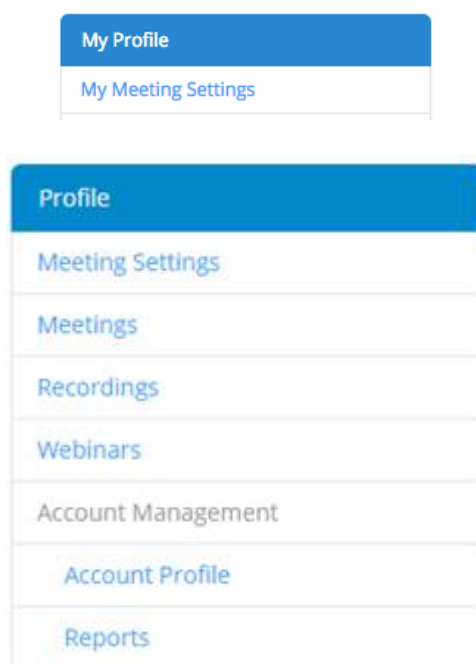 My Profile
My Meeting Settings
Profile
Meeting Settings
Meetings
Recordings
Webinars
Account Management
Account Profile
Reports